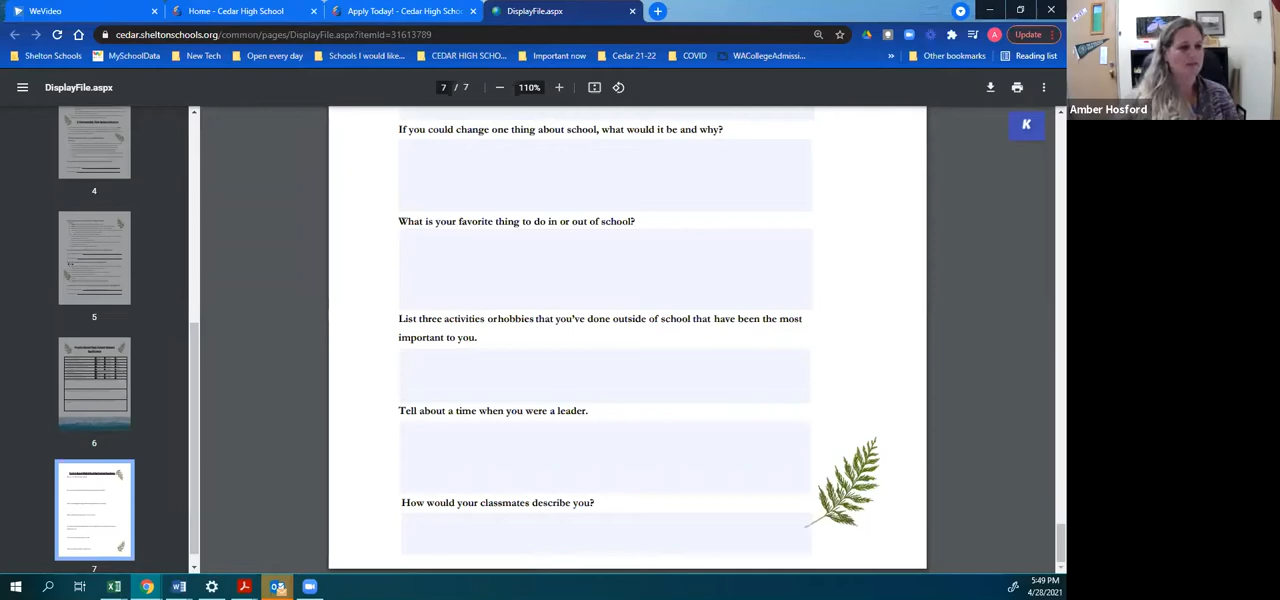 WeVideo
Home - Cedar High School
Apply Today! - Cedar High Schoo
DisplayFile.aspx
cedar.sheltonschools.org/common/pages/DisplayFile.aspx?itemId=31613789
Update
Shelton Schools
MySchoolData
New Tech
Open every day
Schools I would like...
CEDAR HIGH SCHO...
Important now
Cedar 21-22
COVID
WACollegeAdmissi...
»
Other bookmarks
Reading list
Amber Hosford
DisplayFile.aspx
7 / 7
110%
K
If you could change one thing about school, what would it be and why?
What is your favorite thing to do in or out of school?
List three activities or hobbies that you've done outside of school that have been the most
important to you.
Tell about a time when you were a leader.
How would your classmates describe you?
4
5
6
7
5:49 PM
4/28/2021